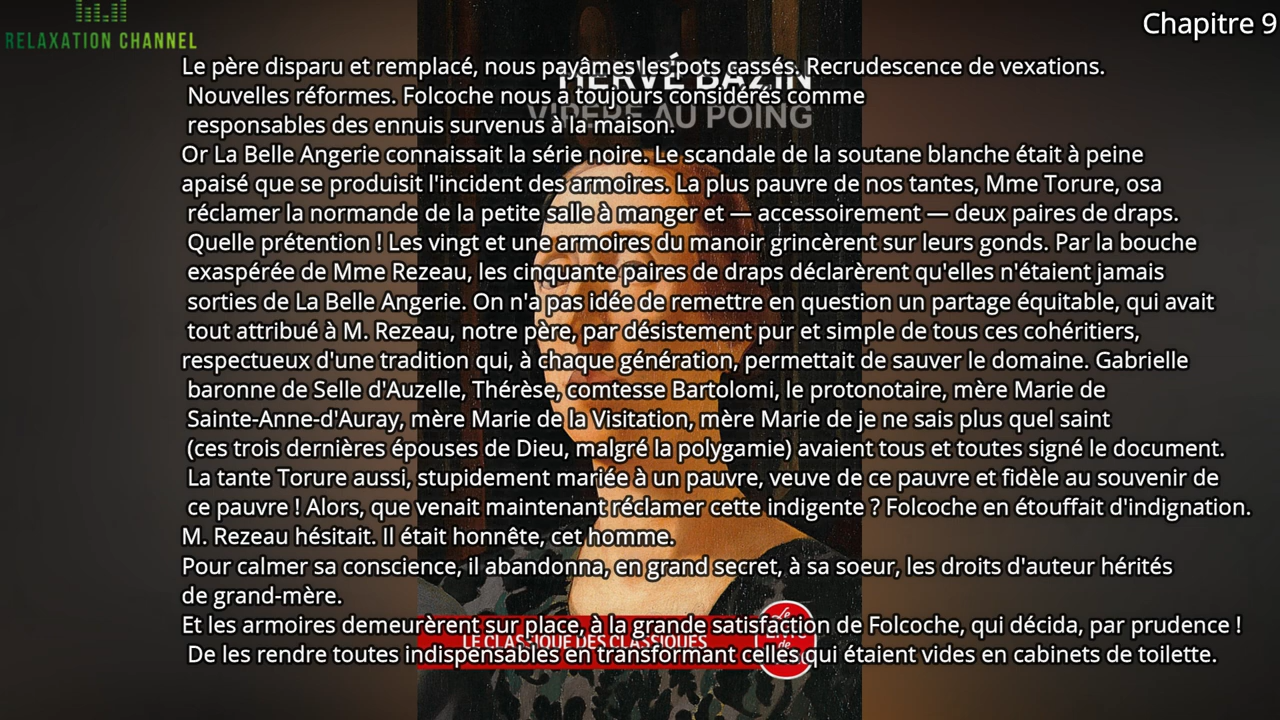 RELAXATION CHANNEL
Chapitre 9
HERVÉ BAZIN
VIPÈRE AU POING
Le père disparu et remplacé, nous payâmes les pots cassés. Recrudescence de vexations.
Nouvelles réformes. Folcoche nous a toujours considérés comme
responsables des ennuis survenus à la maison.
Or La Belle Angerie connaissait la série noire. Le scandale de la soutane blanche était à peine
apaisé que se produisit l'incident des armoires. La plus pauvre de nos tantes, Mme Torure, osa
réclamer la normande de la petite salle à manger et — accessoirement — deux paires de draps.
Quelle prétention ! Les vingt et une armoires du manoir grincèrent sur leurs gonds. Par la bouche
exaspérée de Mme Rezeau, les cinquante paires de draps déclarèrent qu'elles n'étaient jamais
sorties de La Belle Angerie. On n'a pas idée de remettre en question un partage équitable, qui avait
tout attribué à M. Rezeau, notre père, par désistement pur et simple de tous ces cohéritiers,
respectueux d'une tradition qui, à chaque génération, permettait de sauver le domaine. Gabrielle
baronne de Selle d'Auzelle, Thérèse, comtesse Bartolomi, le protonotaire, mère Marie de
Sainte-Anne-d'Auray, mère Marie de la Visitation, mère Marie de je ne sais plus quel saint
(ces trois dernières épouses de Dieu, malgré la polygamie) avaient tous et toutes signé le document.
La tante Torure aussi, stupidement mariée à un pauvre, veuve de ce pauvre et fidèle au souvenir de
ce pauvre ! Alors, que venait maintenant réclamer cette indigente ? Folcoche en étouffait d'indignation.
M. Rezeau hésitait. Il était honnête, cet homme.
Pour calmer sa conscience, il abandonna, en grand secret, à sa soeur, les droits d'auteur hérités
de grand-mère.
Et les armoires demeurèrent sur place, à la grande satisfaction de Folcoche, qui décida, par prudence !
De les rendre toutes indispensables en transformant celles qui étaient vides en cabinets de toilette.
LE CLASSIQUE DES CLASSIQUES
Le
de